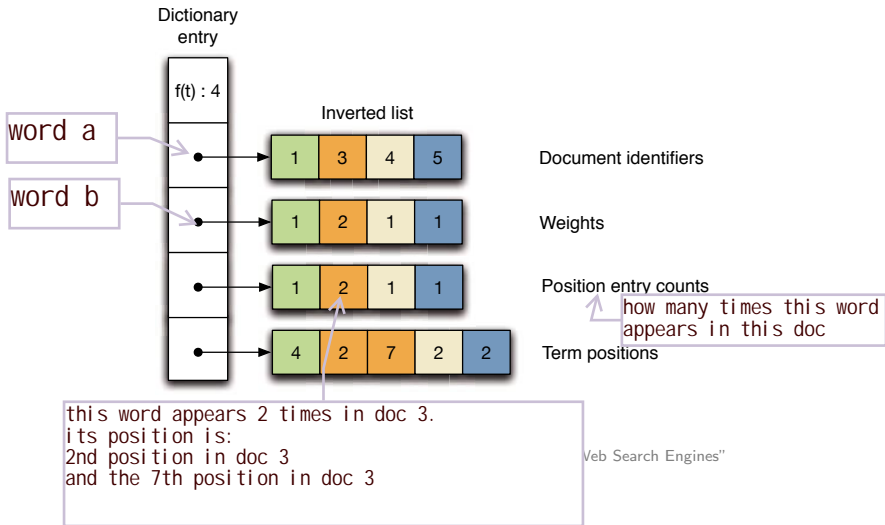 Dictionary
entry
f(t) : 4
Inverted list
word a
1 3 4 5
Document identifiers
word b
1 2 1 1
Weights
1 2 1 1
Position entry counts
how many times this word
appears in this doc
4 2 7 2 2
Term positions
this word appears 2 times in doc 3.
its position is:
2nd position in doc 3
and the 7th position in doc 3
Web Search Engines"